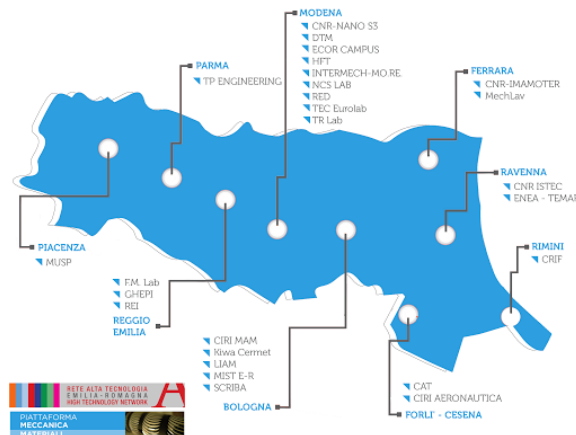 MODENA
CNR-NANO S3
DTM
ECOR CAMPUS
HFT
INTERMECH-MO.RE.
NCS LAB
RED
TEC Eurolab
TR Lab
PARMA
TP ENGINEERING
FERRARA
CNR-IMAMOTER
MechLav
RAVENNA
CNR ISTEC
ENEA - TEMAF
PIACENZA
MUSP
RIMINI
CRIF
F.M. Lab
GHEPI
REI
REGGIO
EMILIA
CIRI MAM
Kiwa Cermet
LIAM
MIST E-R
SCRIBA
BOLOGNA
CAT
CIRI AERONAUTICA
FORLI' - CESENA
RETE ALTA TECNOLOGIA
EMILIA-ROMAGNA
HIGH TECHNOLOGY NETWORK
PIATTAFORMA
MECCANICA
MATERIALI